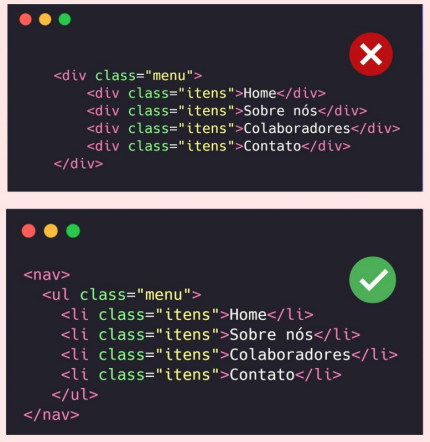 <div class="menu">
<div class="itens">Home</div>
<div class="itens">Sobre nós</div>
<div class="itens">Colaboradores</div>
<div class="itens">Contato</div>
</div>
<nav>
<ul class="menu">
<li class="itens">Home</li>
<li class="itens">Sobre nós</li>
<li class="itens">Colaboradores</li>
<li class="itens">Contato</li>
</ul>
</nav>